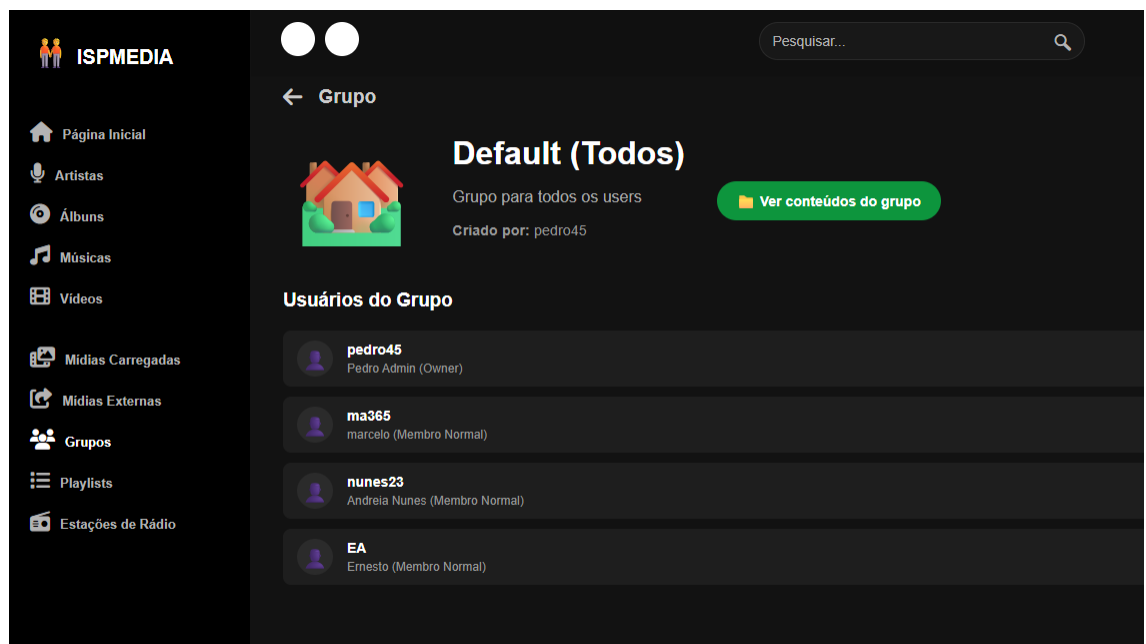 ISPMEDIA
Pesquisar...
Grupo
Página Inicial
Artistas
Álbuns
Músicas
Vídeos
Mídias Carregadas
Mídias Externas
Grupos
Playlists
Estações de Rádio
Default (Todos)
Grupo para todos os users
Criado por: pedro45
Ver conteúdos do grupo
Usuários do Grupo
pedro45
Pedro Admin (Owner)
ma365
marcelo (Membro Normal)
nunes23
Andreia Nunes (Membro Normal)
EA
Ernesto (Membro Normal)